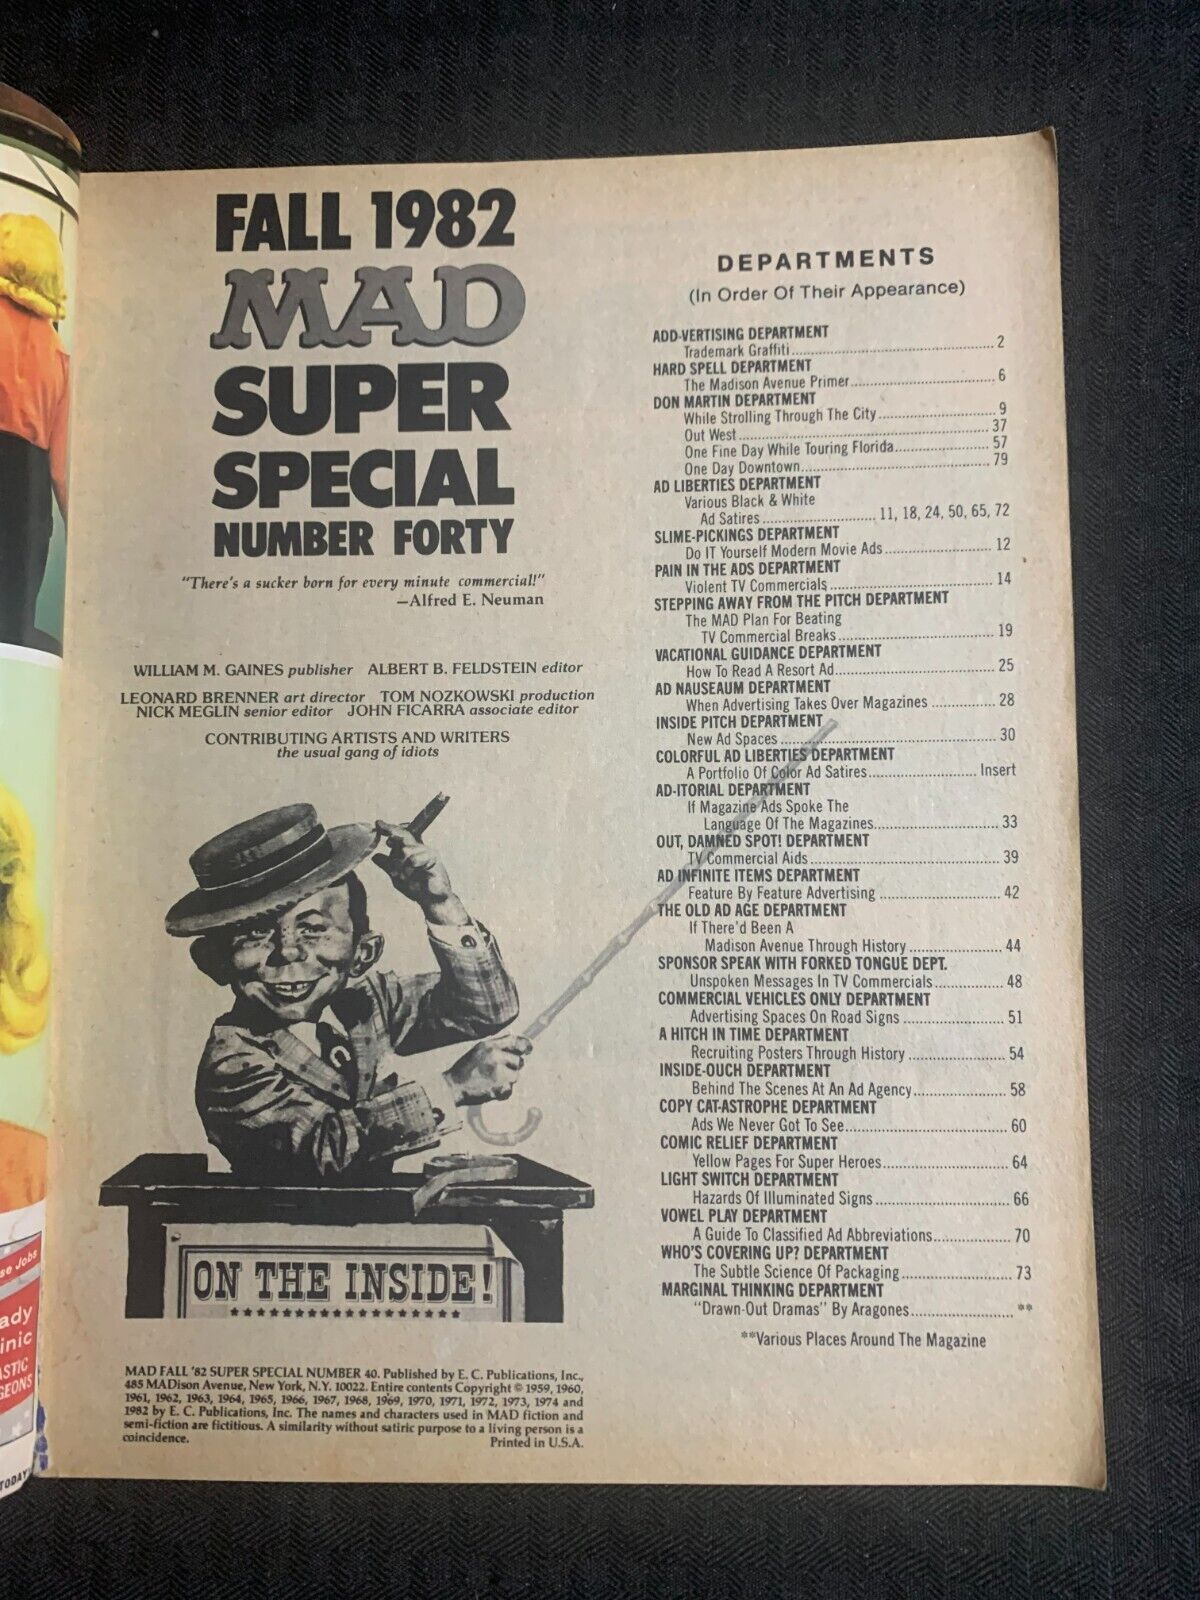 FALL 1982
MAD
SUPER
SPECIAL
NUMBER FORTY
"There's a sucker born for every minute commercial!"
—Alfred E. Neuman
WILLIAM M. GAINES publisher ALBERT B. FELDSTEIN editor
LEONARD BRENNER art director TOM NOZKOWSKI production
NICK MEGLIN senior editor JOHN FICARRA associate editor
CONTRIBUTING ARTISTS AND WRITERS
the usual gang of idiots
ON THE INSIDE!
MAD FALL '82 SUPER SPECIAL NUMBER 40. Published by E. C. Publications, Inc.,
485 MADison Avenue, New York, N.Y. 10022. Entire contents Copyright © 1959, 1960,
1961, 1962, 1963, 1964, 1965, 1966, 1967, 1968, 1969, 1970, 1971, 1972, 1973, 1974 and
1982 by E. C. Publications, Inc. The names and characters used in MAD fiction and
semi-fiction are fictitious. A similarity without satiric purpose to a living person is a
coincidence. Printed in U.S.A.
DEPARTMENTS
(In Order Of Their Appearance)
ADD-VERTISING DEPARTMENT
Trademark Graffiti 2
HARD SPELL DEPARTMENT
The Madison Avenue Primer 6
DON MARTIN DEPARTMENT
While Strolling Through The City 9
Out West 37
One Fine Day While Touring Florida 57
One Day Downtown 79
AD LIBERTIES DEPARTMENT
Various Black & White
Ad Satires 11, 18, 24, 50, 65, 72
SLIME-PICKINGS DEPARTMENT
Do IT Yourself Modern Movie Ads 12
PAIN IN THE ADS DEPARTMENT
Violent TV Commercials 14
STEPPING AWAY FROM THE PITCH DEPARTMENT
The MAD Plan For Beating
TV Commercial Breaks 19
VACATIONAL GUIDANCE DEPARTMENT
How To Read A Resort Ad 25
AD NAUSEAUM DEPARTMENT
When Advertising Takes Over Magazines 28
INSIDE PITCH DEPARTMENT
New Ad Spaces 30
COLORFUL AD LIBERTIES DEPARTMENT
A Portfolio Of Color Ad Satires Insert
AD-ITORIAL DEPARTMENT
If Magazine Ads Spoke The
Language Of The Magazines 33
OUT, DAMNED SPOT! DEPARTMENT
TV Commercial Aids 39
AD INFINITE ITEMS DEPARTMENT
Feature By Feature Advertising 42
THE OLD AD AGE DEPARTMENT
If There'd Been A
Madison Avenue Through History 44
SPONSOR SPEAK WITH FORKED TONGUE DEPT.
Unspoken Messages In TV Commercials 48
COMMERCIAL VEHICLES ONLY DEPARTMENT
Advertising Spaces On Road Signs 51
A HITCH IN TIME DEPARTMENT
Recruiting Posters Through History 54
INSIDE-OUCH DEPARTMENT
Behind The Scenes At An Ad Agency 58
COPY CAT-ASTROPHE DEPARTMENT
Ads We Never Got To See 60
COMIC RELIEF DEPARTMENT
Yellow Pages For Super Heroes 64
LIGHT SWITCH DEPARTMENT
Hazards Of Illuminated Signs 66
VOWEL PLAY DEPARTMENT
A Guide To Classified Ad Abbreviations 70
WHO'S COVERING UP? DEPARTMENT
The Subtle Science Of Packaging 73
MARGINAL THINKING DEPARTMENT
"Drawn-Out Dramas" By Aragones **
**Various Places Around The Magazine
se Jobs
ady
inic
ASTIC
GEONS
TODAY!